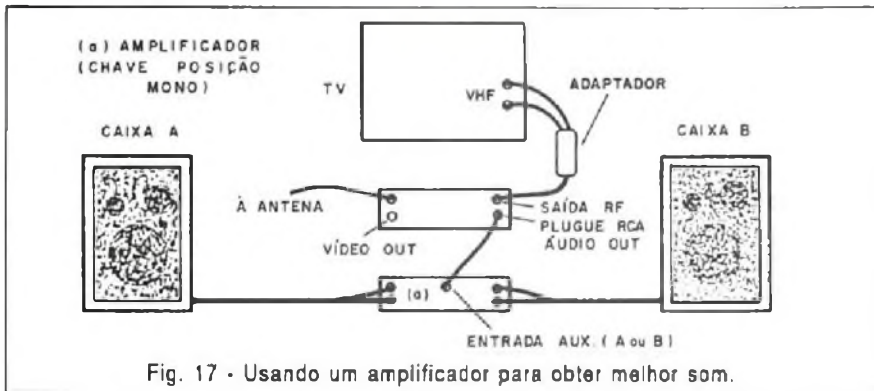 (a) AMPLIFICADOR
(CHAVE POSIÇÃO
MONO)
TV
VHF
ADAPTADOR
CAIXA A
CAIXA B
À ANTENA
SAÍDA RF
PLUGUE RCA
ÁUDIO OUT
VÍDEO OUT
(a)
ENTRADA AUX. (A ou B)
Fig. 17 - Usando um amplificador para obter melhor som.